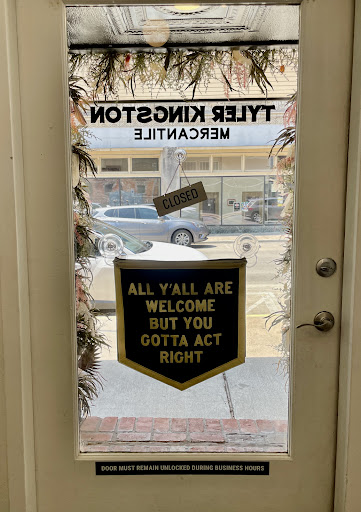 TYLER KINGSTON
MERCANTILE
CLOSED
ALL Y'ALL ARE
WELCOME
BUT YOU
GOTTA ACT
RIGHT
DOOR MUST REMAIN UNLOCKED DURING BUSINESS HOURS